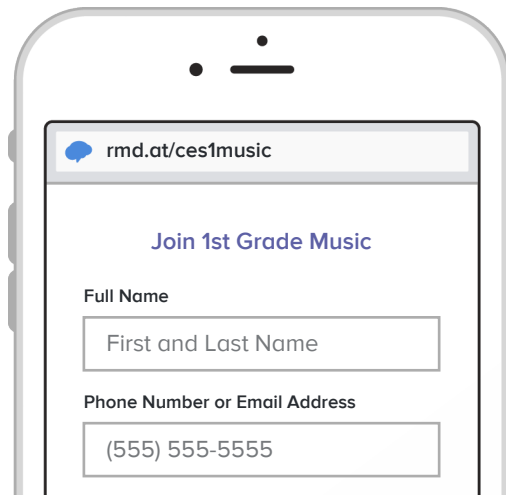 rmd.at/ces1music
Join 1st Grade Music
Full Name
First and Last Name
Phone Number or Email Address
(555) 555-5555